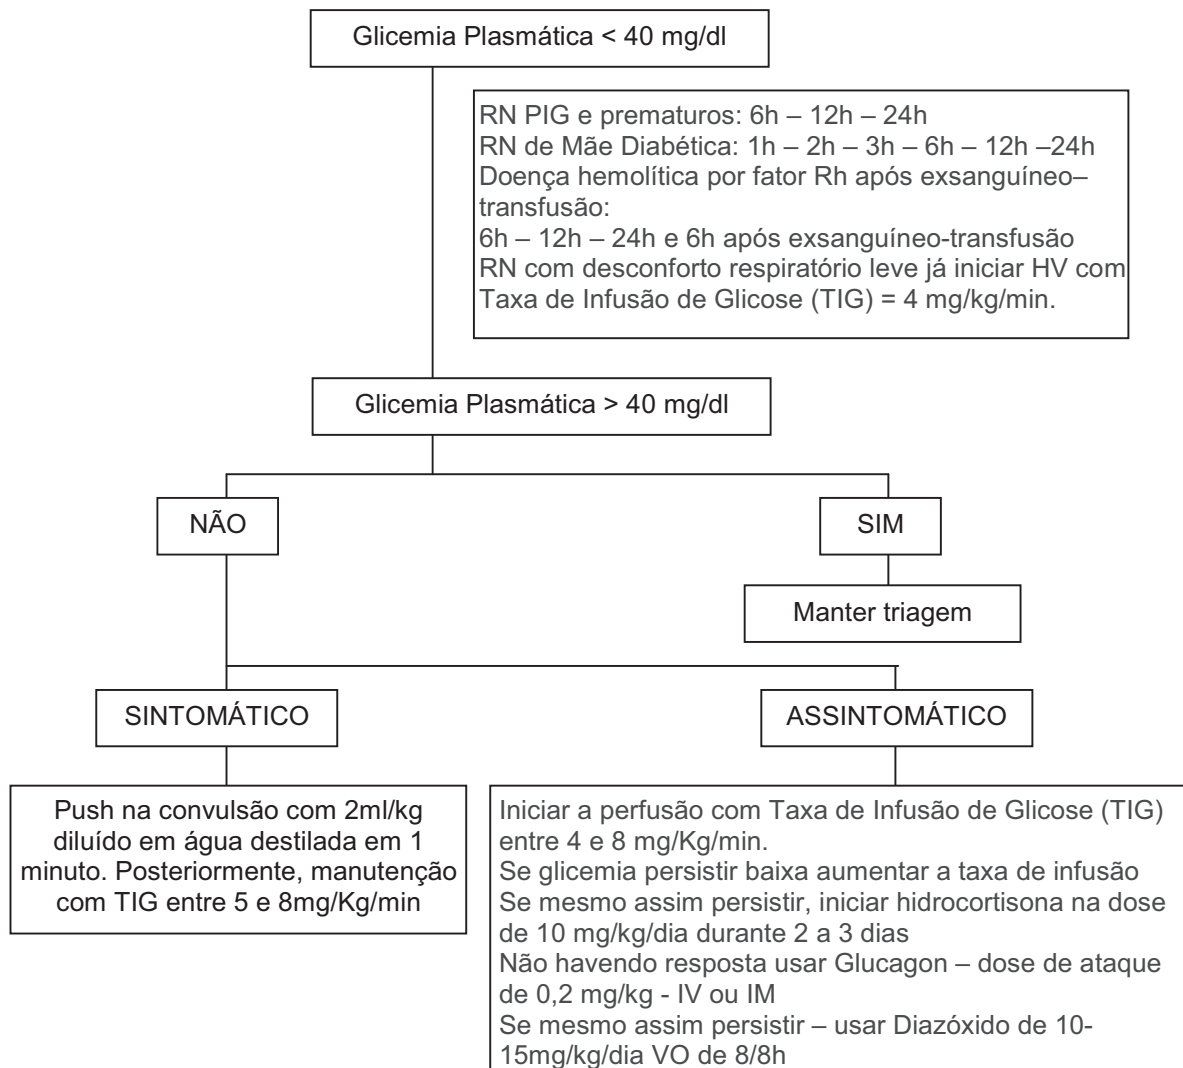 Glicemia Plasmática < 40 mg/dl
RN PIG e prematuros: 6h – 12h – 24h
RN de Mãe Diabética: 1h – 2h – 3h – 6h – 12h –24h
Doença hemolítica por fator Rh após exsanguíneo–
transfusão:
6h – 12h – 24h e 6h após exsanguíneo-transfusão
RN com desconforto respiratório leve já iniciar HV com
Taxa de Infusão de Glicose (TIG) = 4 mg/kg/min.
Glicemia Plasmática > 40 mg/dl
NÃO
SIM
Manter triagem
SINTOMÁTICO
ASSINTOMÁTICO
Push na convulsão com 2ml/kg
diluído em água destilada em 1
minuto. Posteriormente, manutenção
com TIG entre 5 e 8mg/Kg/min
Iniciar a perfusão com Taxa de Infusão de Glicose (TIG)
entre 4 e 8 mg/Kg/min.
Se glicemia persistir baixa aumentar a taxa de infusão
Se mesmo assim persistir, iniciar hidrocortisona na dose
de 10 mg/kg/dia durante 2 a 3 dias
Não havendo resposta usar Glucagon – dose de ataque
de 0,2 mg/kg - IV ou IM
Se mesmo assim persistir – usar Diazóxido de 10-
15mg/kg/dia VO de 8/8h